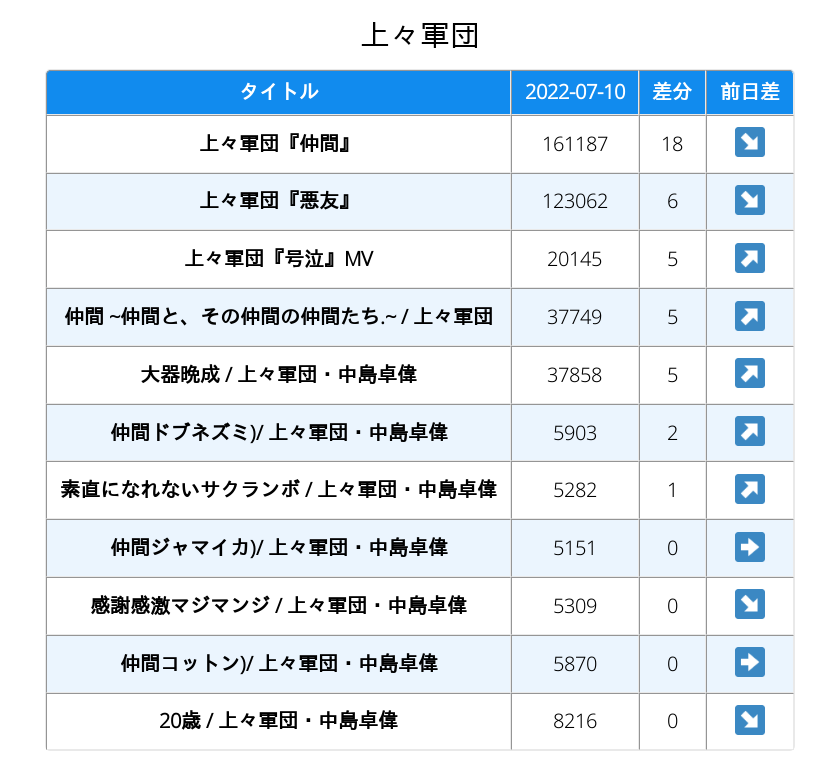 上々軍団
タイトル 2022-07-10 差分 前日差
上々軍団『仲間』 161187 18 ↘
上々軍団『悪友』 123062 6 ↘
上々軍団『号泣』MV 20145 5 ↗
仲間 ~仲間と、その仲間の仲間たち.~ / 上々軍団 37749 5 ↗
大器晩成 / 上々軍団・中島卓偉 37858 5 ↗
仲間ドブネズミ)/ 上々軍団・中島卓偉 5903 2 ↗
素直になれないサクランボ / 上々軍団・中島卓偉 5282 1 ↗
仲間ジャマイカ)/ 上々軍団・中島卓偉 5151 0 →
感謝感激マジマンジ / 上々軍団・中島卓偉 5309 0 ↘
仲間コットン)/ 上々軍団・中島卓偉 5870 0 →
20歳 / 上々軍団・中島卓偉 8216 0 ↘